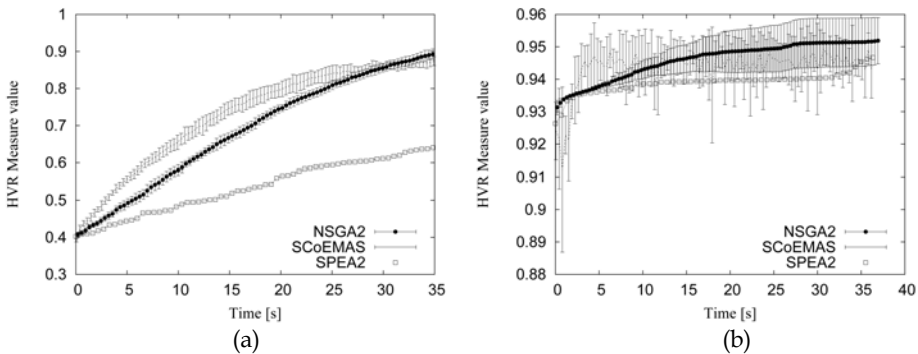 (a)
HVR Measure value
1
0.9
0.8
0.7
0.6
0.5
0.4
0.3
0
5
10
15
20
25
30
35
Time [s]
NSGA2
SCoEMAS
SPEA2
(a)
(b)
HVR Measure value
0.96
0.95
0.94
0.93
0.92
0.91
0.9
0.89
0.88
0
5
10
15
20
25
30
35
40
Time [s]
NSGA2
SCoEMAS
SPEA2
(b)